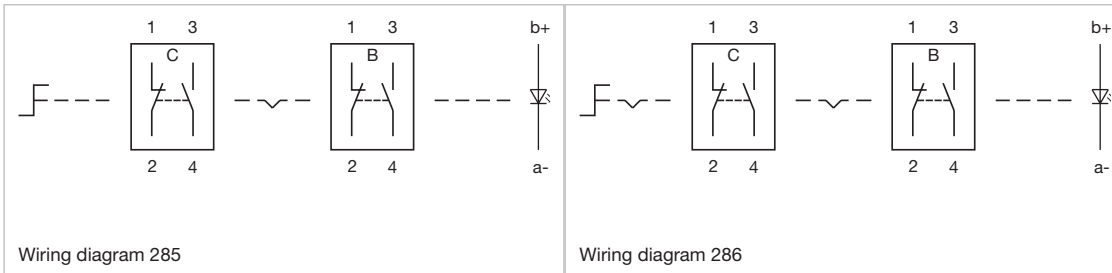 1 3 1 3 b+
C B
2 4 2 4 a-
Wiring diagram 285
1 3 1 3 b+
C B
2 4 2 4 a-
Wiring diagram 286